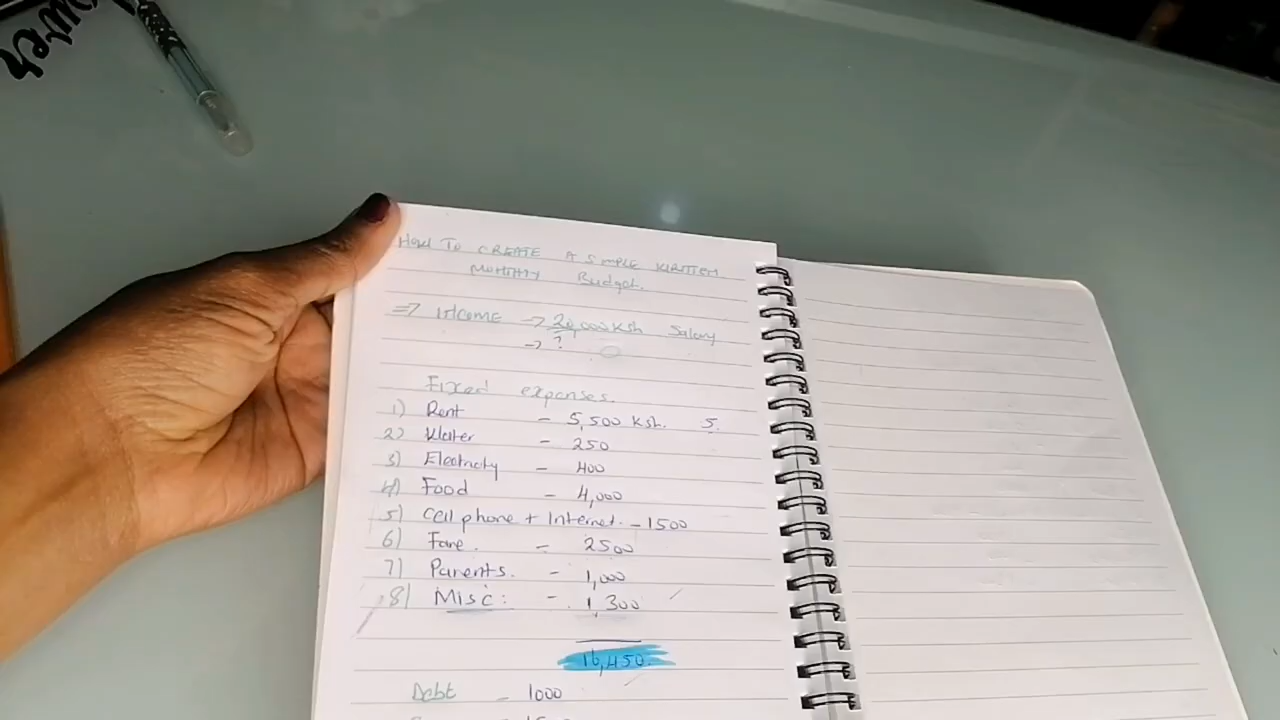 How To CREATE A SIMPLE WRITTEN
MONTHLY Budget.
=> INCOME -> 20,000 Ksh Salary
-> ?
Fixed expenses.
1) Rent - 5,500 Ksh. 5.
2) Water - 250
3) Electricity - 400
4) Food - 4,000
5) Cell phone + Internet - 1500
6) Fare. - 2500
7) Parents. - 1,000
8) Misc: - 1,300
16,450
Debt - 1000